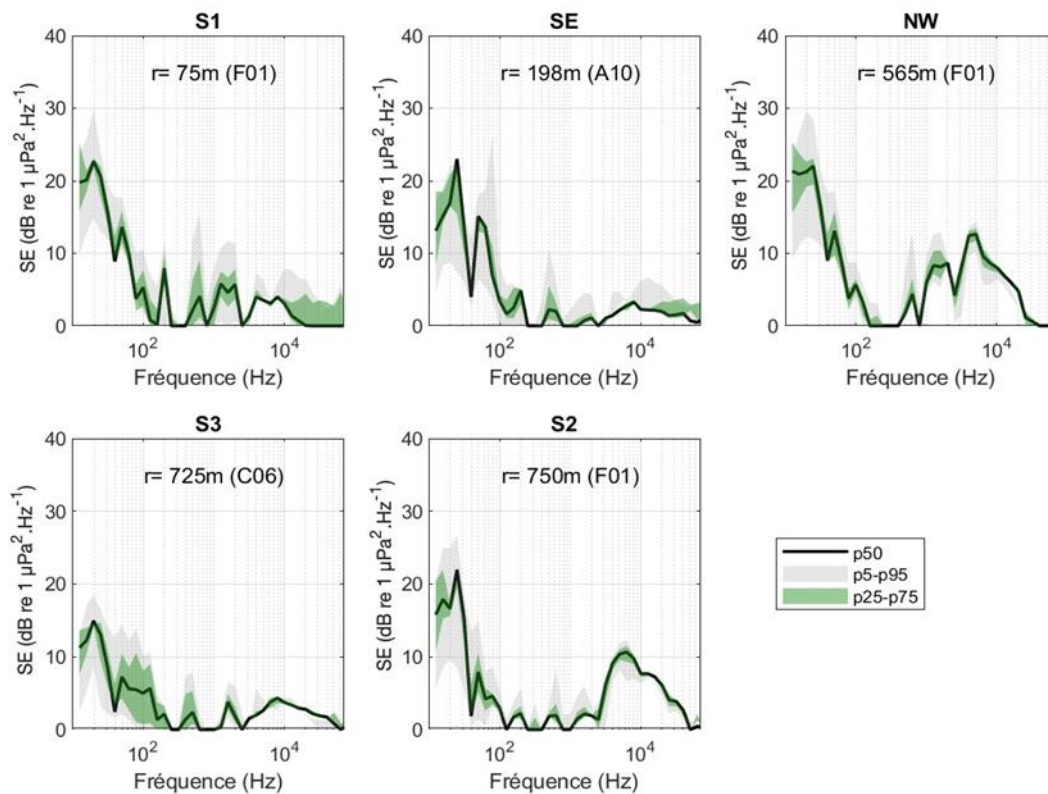 S1
SE
NW
40
30
20
10
0
SE (dB re 1 µPa².Hz⁻¹)
r= 75m (F01)
10² 10⁴
Fréquence (Hz)
40
30
20
10
0
SE (dB re 1 µPa².Hz⁻¹)
r= 198m (A10)
10² 10⁴
Fréquence (Hz)
40
30
20
10
0
SE (dB re 1 µPa².Hz⁻¹)
r= 565m (F01)
10² 10⁴
Fréquence (Hz)
S3
S2
40
30
20
10
0
SE (dB re 1 µPa².Hz⁻¹)
r= 725m (C06)
10² 10⁴
Fréquence (Hz)
40
30
20
10
0
SE (dB re 1 µPa².Hz⁻¹)
r= 750m (F01)
10² 10⁴
Fréquence (Hz)
p50
p5-p95
p25-p75